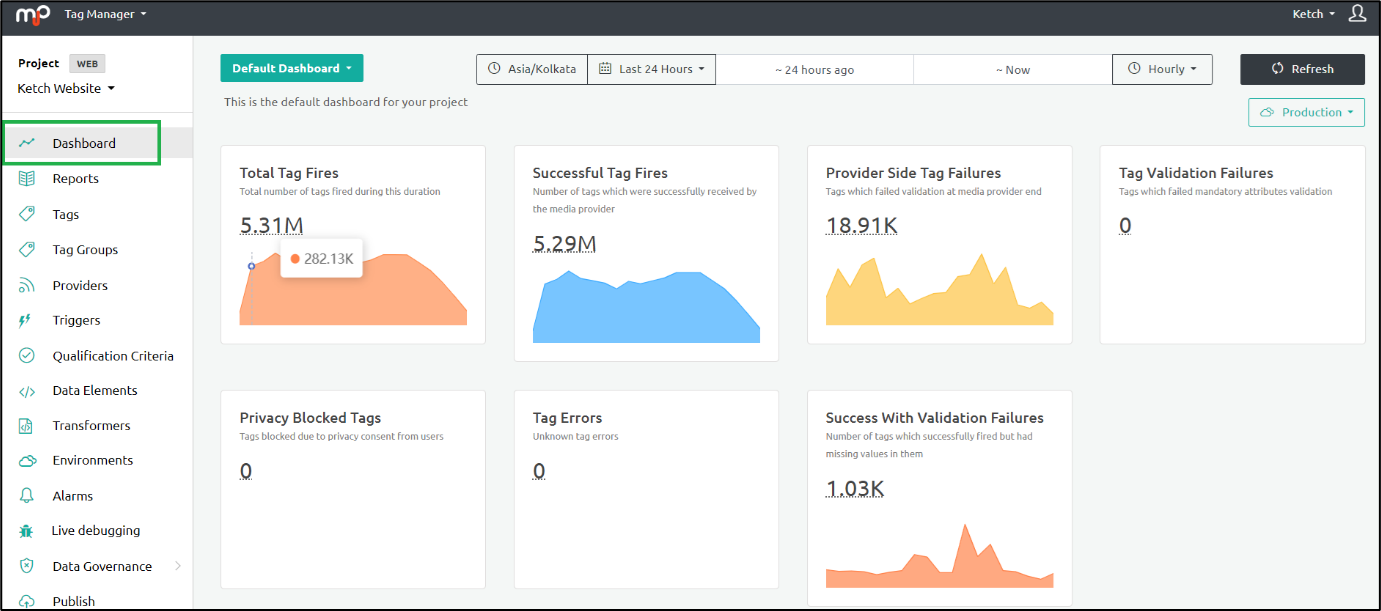 mp Tag Manager
Ketch
Project WEB
Ketch Website
Dashboard
Reports
Tags
Tag Groups
Providers
Triggers
Qualification Criteria
Data Elements
Transformers
Environments
Alarms
Live debugging
Data Governance
Publish
Default Dashboard
Asia/Kolkata
Last 24 Hours
~ 24 hours ago
~ Now
Hourly
Refresh
This is the default dashboard for your project
Production
Total Tag Fires
Total number of tags fired during this duration
5.31M
282.13K
Successful Tag Fires
Number of tags which were successfully received by
the media provider
5.29M
Provider Side Tag Failures
Tags which failed validation at media provider end
18.91K
Tag Validation Failures
Tags which failed mandatory attributes validation
0
Privacy Blocked Tags
Tags blocked due to privacy consent from users
0
Tag Errors
Unknown tag errors
0
Success With Validation Failures
Number of tags which successfully fired but had
missing values in them
1.03K